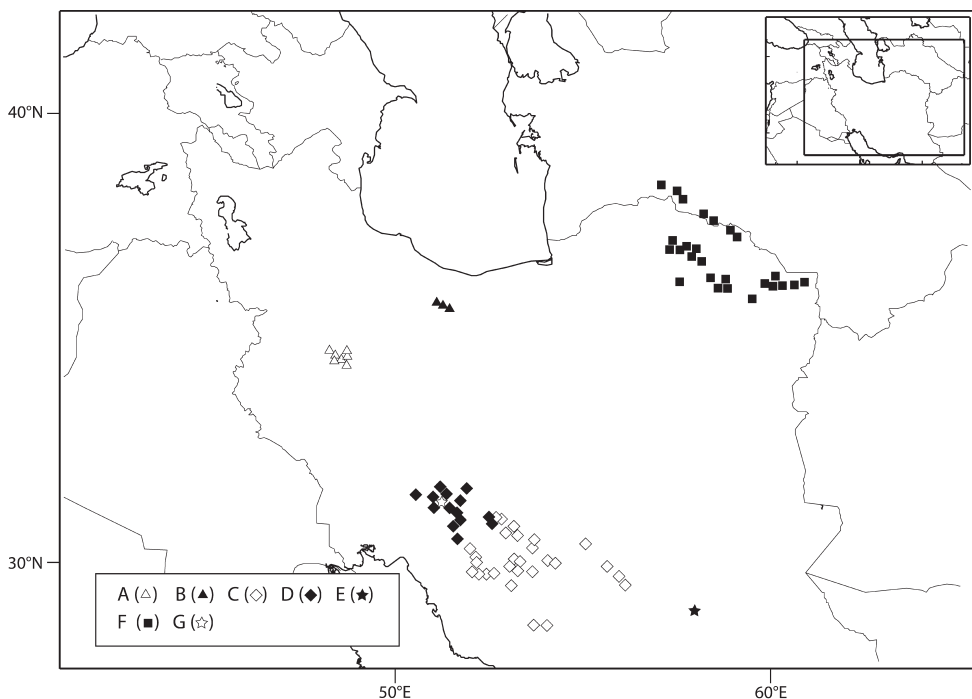 40°N
30°N
A (△) B (▲) C (◇) D (◆) E (★)
F (■) G (☆)
50°E 60°E